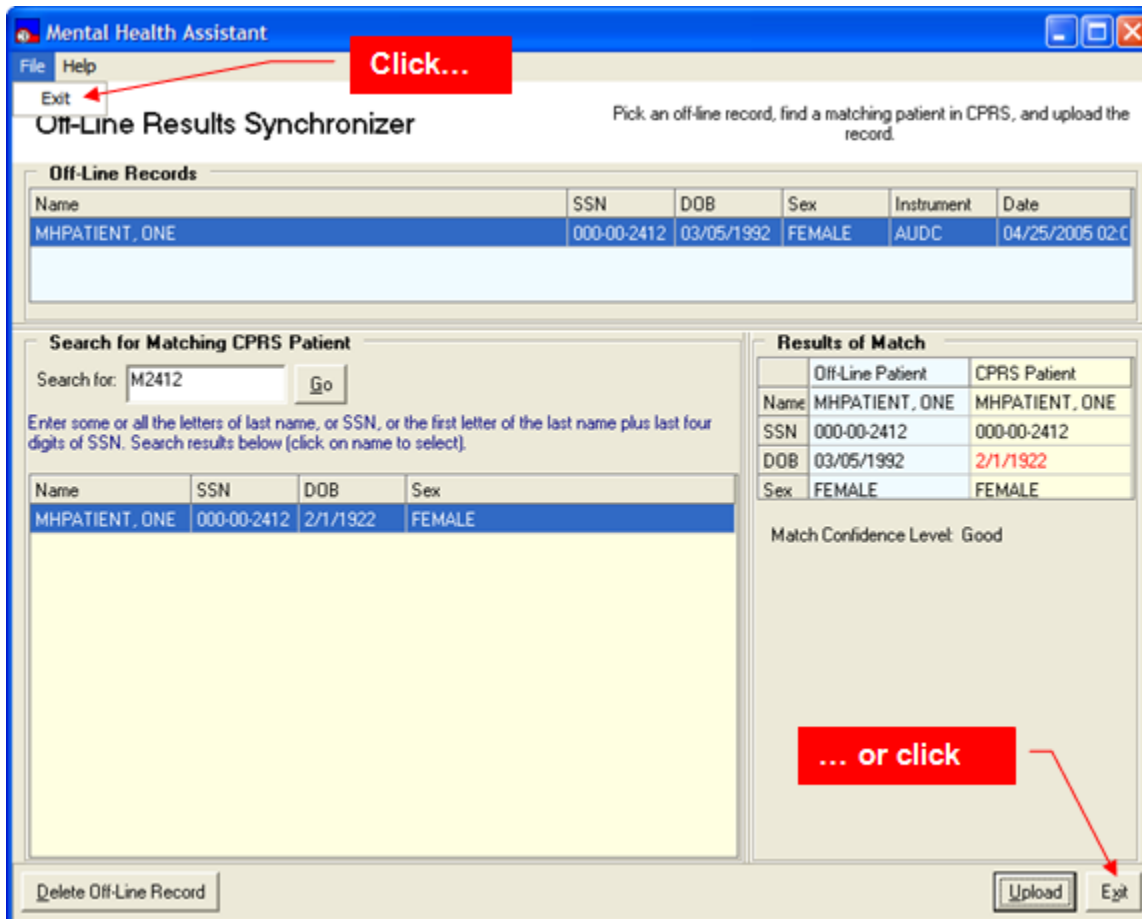 Mental Health Assistant
File Help
Click...
Exit
Off-Line Results Synchronizer
Pick an off-line record, find a matching patient in CPRS, and upload the
record.
Off-Line Records
Name SSN DOB Sex Instrument Date
MHPATIENT, ONE 000-00-2412 03/05/1992 FEMALE AUDC 04/25/2005 02:0
Search for Matching CPRS Patient
Search for: M2412 Go
Enter some or all the letters of last name, or SSN, or the first letter of the last name plus last four
digits of SSN. Search results below (click on name to select).
Name SSN DOB Sex
MHPATIENT, ONE 000-00-2412 2/1/1922 FEMALE
Results of Match
Off-Line Patient CPRS Patient
Name MHPATIENT, ONE MHPATIENT, ONE
SSN 000-00-2412 000-00-2412
DOB 03/05/1992 2/1/1922
Sex FEMALE FEMALE
Match Confidence Level: Good
... or click
Delete Off-Line Record Upload Exit